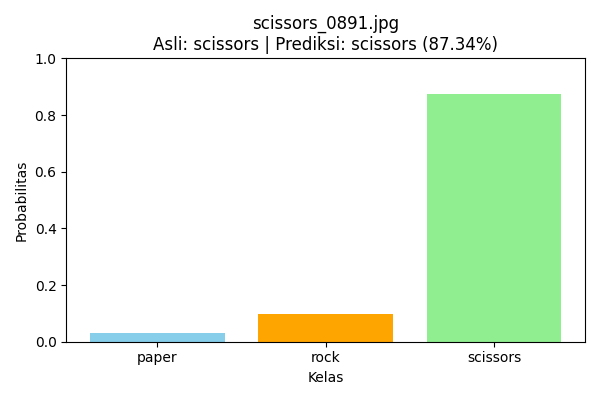 scissors_0891.jpg
Asli: scissors | Prediksi: scissors (87.34%)
1.0
0.8
0.6
0.4
0.2
0.0
Probabilitas
paper rock scissors
Kelas